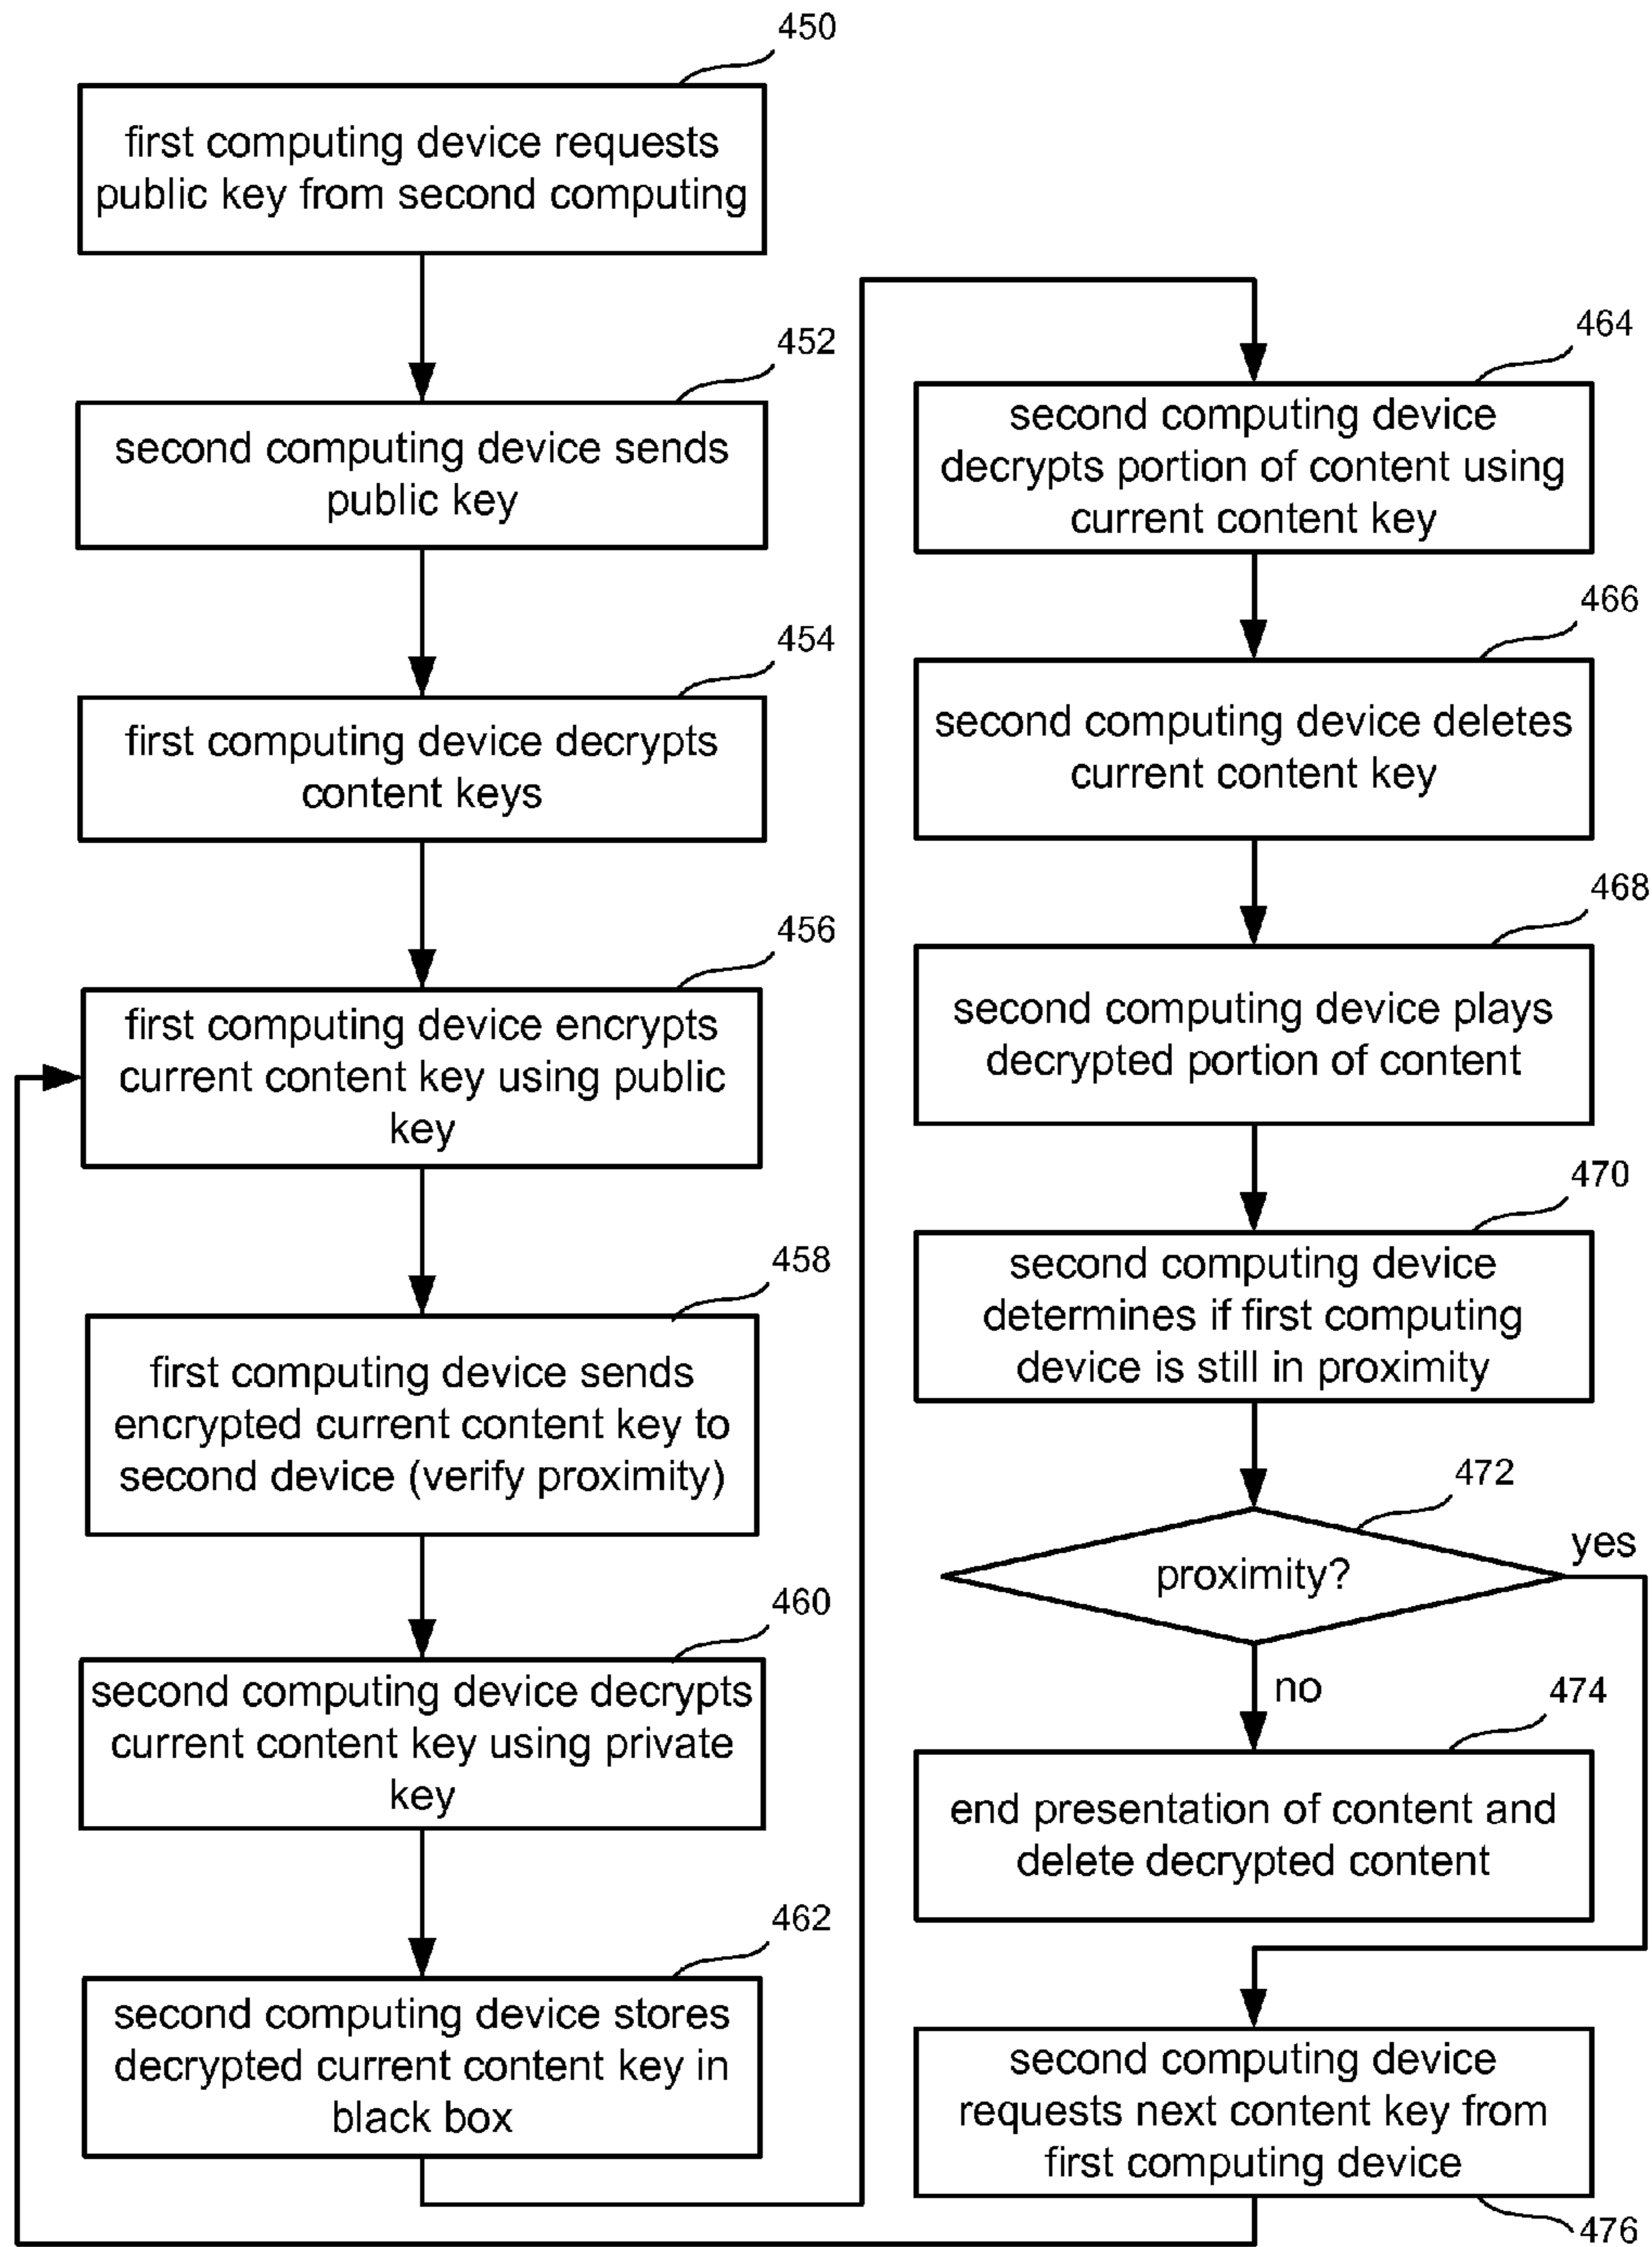 450
first computing device requests
public key from second computing
452
second computing device sends
public key
454
first computing device decrypts
content keys
456
first computing device encrypts
current content key using public
key
458
first computing device sends
encrypted current content key to
second device (verify proximity)
460
second computing device decrypts
current content key using private
key
462
second computing device stores
decrypted current content key in
black box
464
second computing device
decrypts portion of content using
current content key
466
second computing device deletes
current content key
468
second computing device plays
decrypted portion of content
470
second computing device
determines if first computing
device is still in proximity
472
proximity?
yes
no
474
end presentation of content and
delete decrypted content
second computing device
requests next content key from
first computing device
476